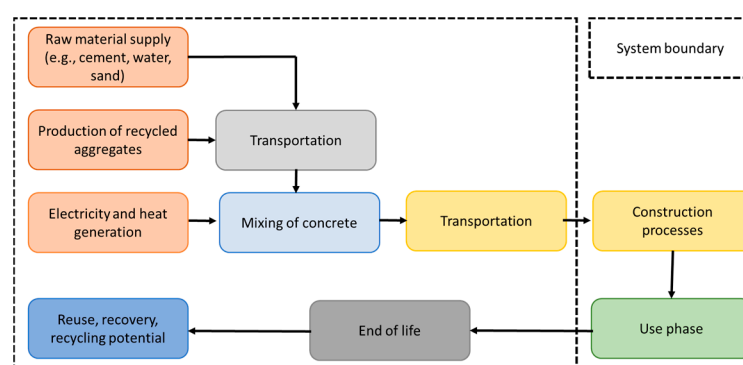 Raw material supply
(e.g., cement, water,
sand)
System boundary
Production of recycled
aggregates
Transportation
Electricity and heat
generation
Mixing of concrete
Transportation
Construction
processes
Reuse, recovery,
recycling potential
End of life
Use phase